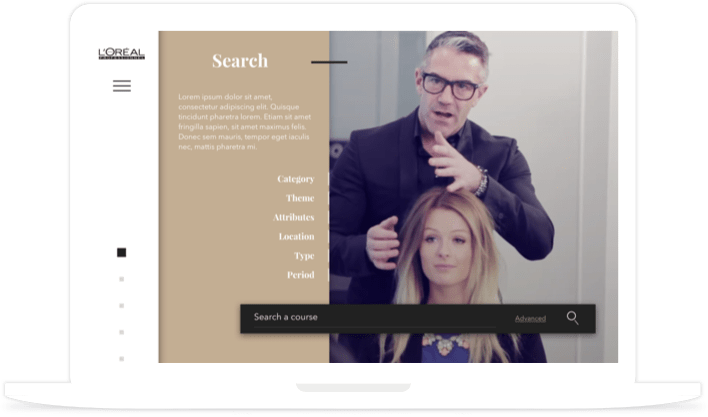 L'ORÉAL
PROFESSIONNEL
Search
Lorem ipsum dolor sit amet,
consectetur adipiscing elit. Quisque
tincidunt pharetra lorem. Etiam sit amet
fringilla sapien, sit amet maximus felis.
Donec sem mauris, tempor eget iaculis
nec, mattis pharetra mi.
Category
Theme
Attributes
Location
Type
Period
Search a course
Advanced